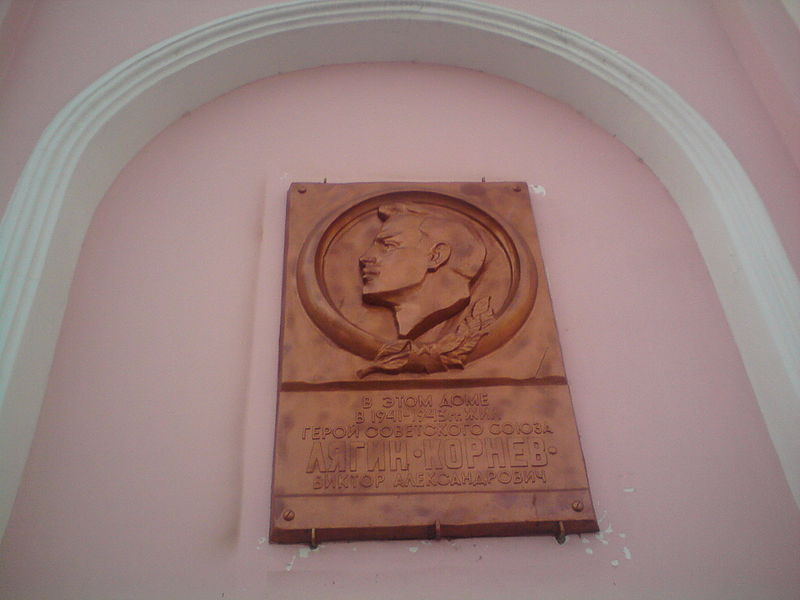 В ЭТОМ ДОМЕ
В 1941-1943 гг. ЖИЛ
ГЕРОЙ СОВЕТСКОГО СОЮЗА
ЛЯГИН·КОРНЕВ·
ВИКТОР АЛЕКСАНДРОВИЧ